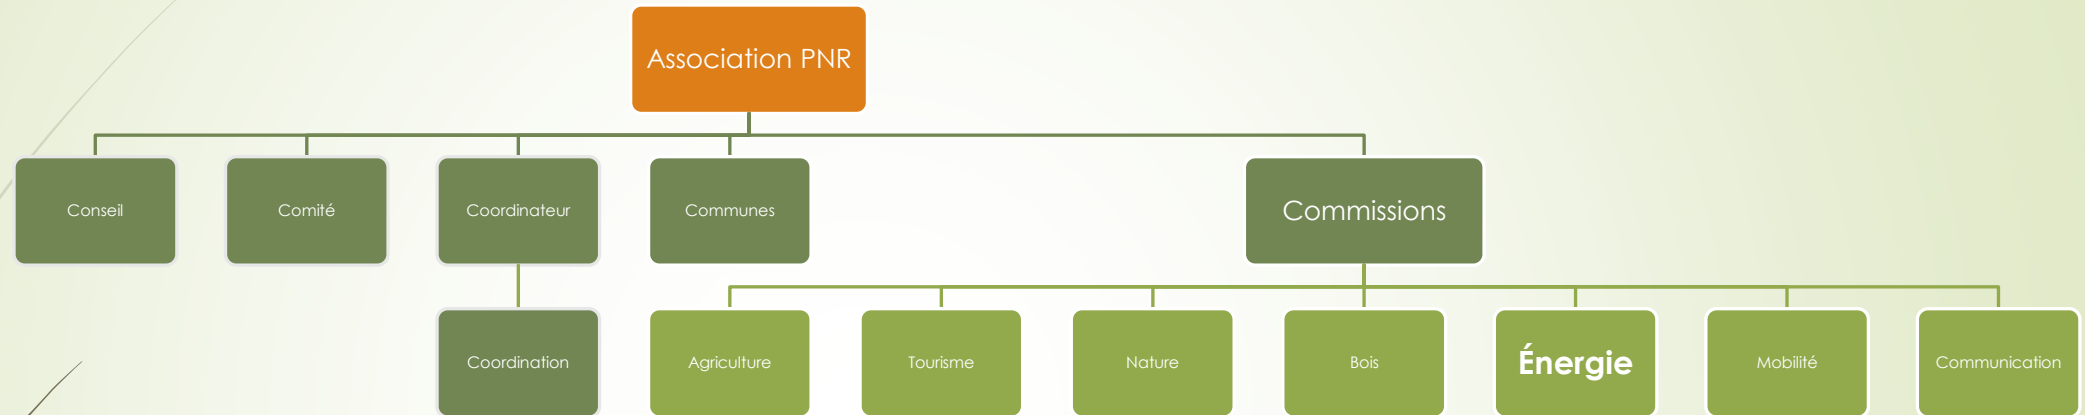 Association PNR
Conseil
Comité
Coordinateur
Communes
Commissions
Coordination
Agriculture
Tourisme
Nature
Bois
Énergie
Mobilité
Communication